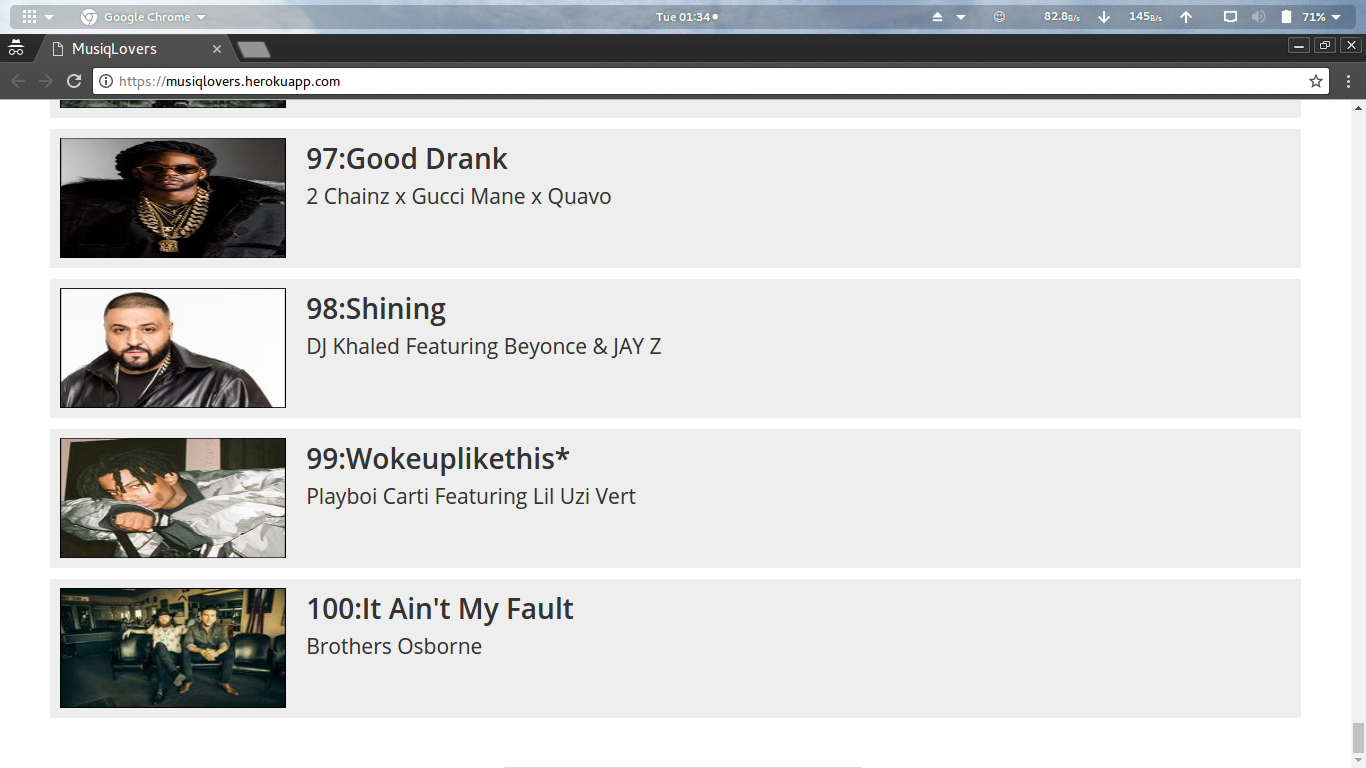 Google Chrome
Tue 01:34
82.8B/s
145B/s
71%
MusiqLovers
https://musiqlovers.herokuapp.com
97:Good Drank
2 Chainz x Gucci Mane x Quavo
98:Shining
DJ Khaled Featuring Beyonce & JAY Z
99:Wokeuplikethis*
Playboi Carti Featuring Lil Uzi Vert
100:It Ain't My Fault
Brothers Osborne